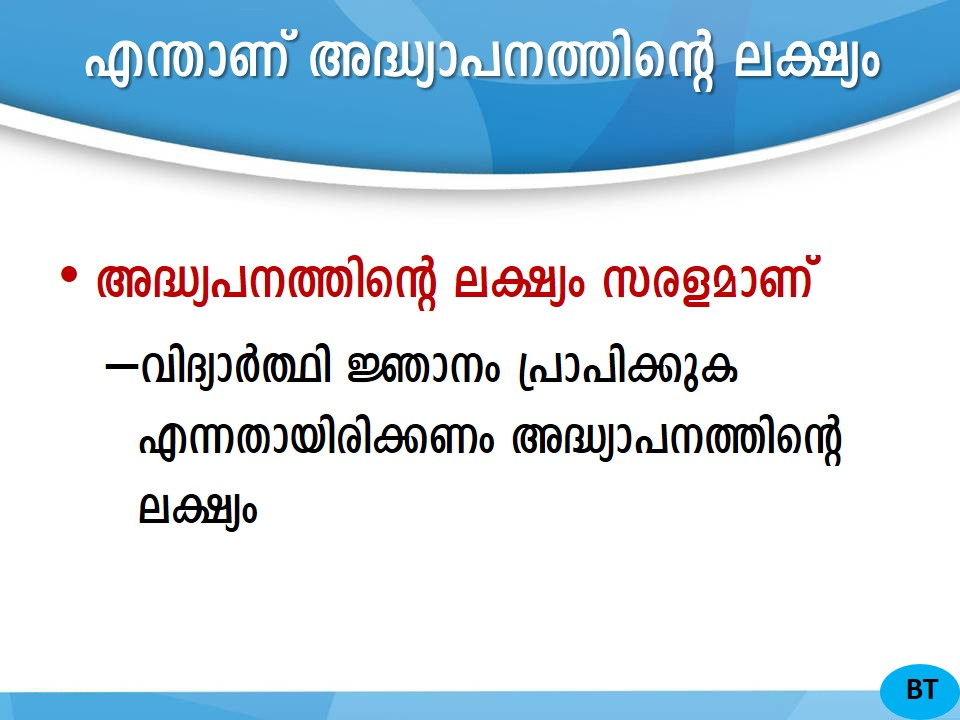 എന്താണ് അദ്ധ്യാപനത്തിന്റെ ലക്ഷ്യം
• അദ്ധ്യപനത്തിന്റെ ലക്ഷ്യം സരളമാണ്
–വിദ്യാർത്ഥി ജ്ഞാനം പ്രാപിക്കുക
എന്നതായിരിക്കണം അദ്ധ്യാപനത്തിന്റെ
ലക്ഷ്യം
BT